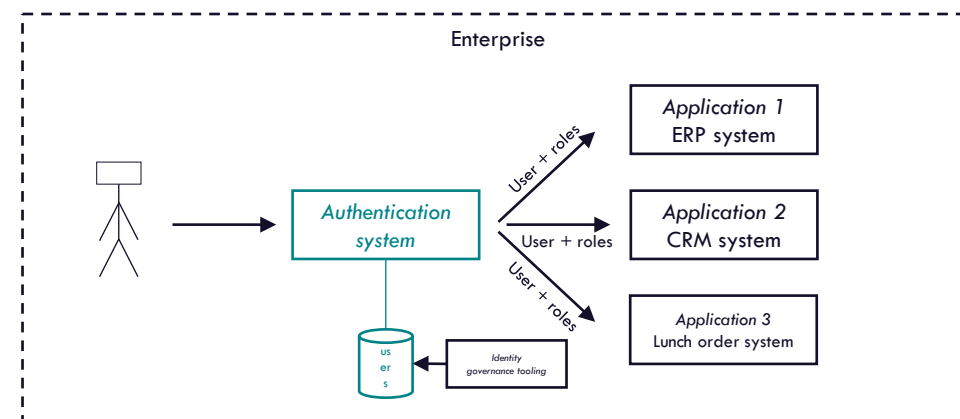 Enterprise
Application 1
ERP system
User + roles
Authentication
system
User + roles
Application 2
CRM system
User + roles
Application 3
Lunch order system
us
er
s
Identity
governance tooling